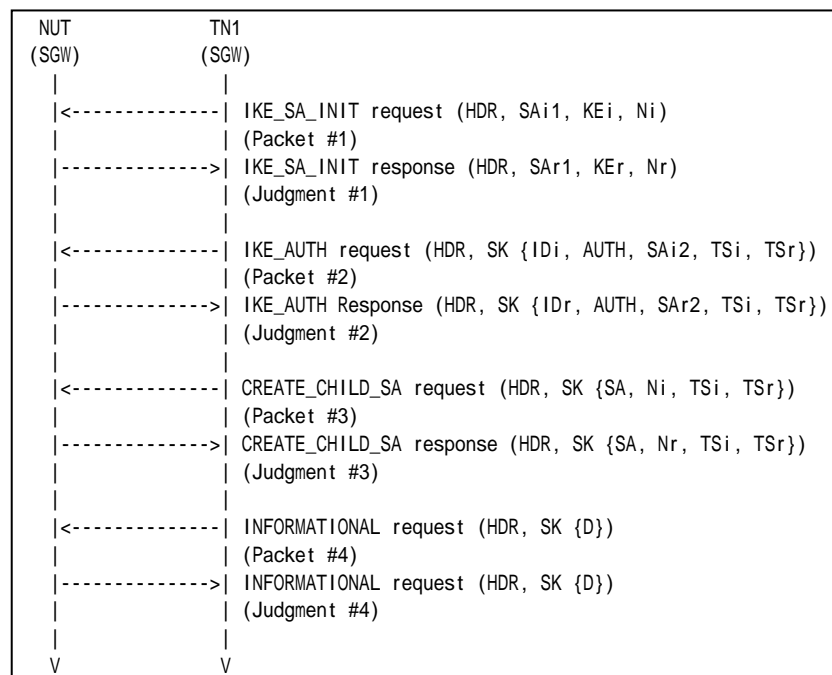 NUT TN1
(SGW) (SGW)
| |
|<--------------| IKE_SA_INIT request (HDR, SAi1, KEi, Ni)
| | (Packet #1)
|-------------->| IKE_SA_INIT response (HDR, SAr1, KEr, Nr)
| | (Judgment #1)
| |
|<--------------| IKE_AUTH request (HDR, SK {IDi, AUTH, SAi2, TSi, TSr})
| | (Packet #2)
|-------------->| IKE_AUTH Response (HDR, SK {IDr, AUTH, SAr2, TSi, TSr})
| | (Judgment #2)
| |
|<--------------| CREATE_CHILD_SA request (HDR, SK {SA, Ni, TSi, TSr})
| | (Packet #3)
|-------------->| CREATE_CHILD_SA response (HDR, SK {SA, Nr, TSi, TSr})
| | (Judgment #3)
| |
|<--------------| INFORMATIONAL request (HDR, SK {D})
| | (Packet #4)
|-------------->| INFORMATIONAL request (HDR, SK {D})
| | (Judgment #4)
| |
V V